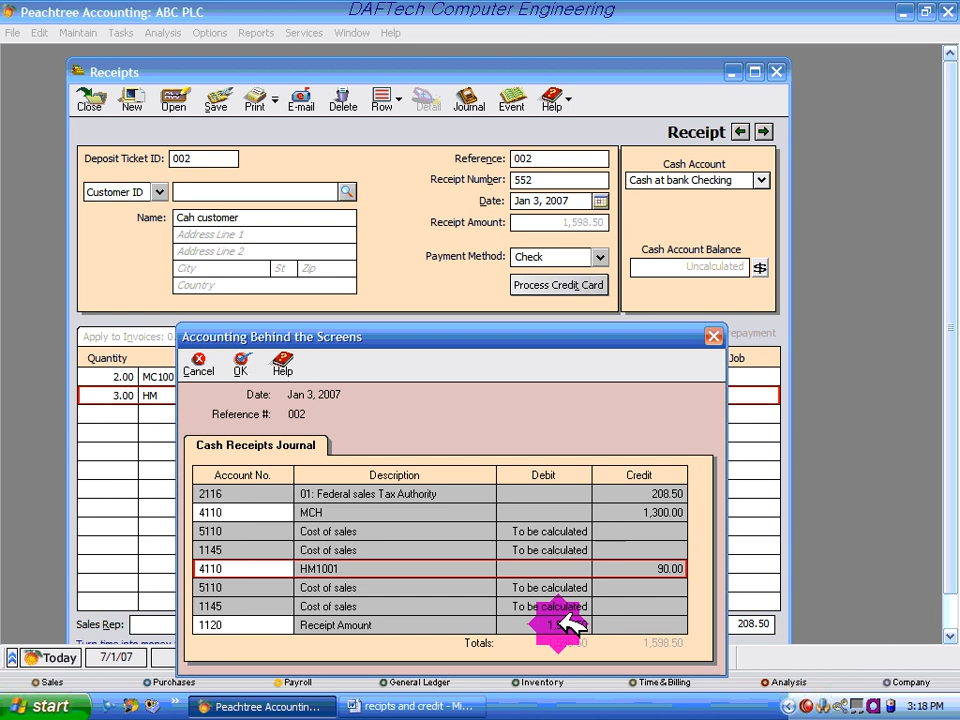 Peachtree Accounting: ABC PLC
DAFTech Computer Engineering
File Edit Maintain Tasks Analysis Options Reports Services Window Help
Receipts
Close New Open Save Print E-mail Delete Row Detail Journal Event Help
Receipt
Deposit Ticket ID: 002
Reference: 002
Cash Account
Receipt Number: 552
Cash at bank Checking
Customer ID
Date: Jan 3, 2007
Name: Cah customer
Receipt Amount: 1,598.50
Address Line 1
Address Line 2
Cash Account Balance
Payment Method: Check
City St Zip
Uncalculated
Country
Process Credit Card
Apply to Invoices: 0.
Accounting Behind the Screens
Quantity
Job
2.00 MC100
3.00 HM
Cancel OK Help
Date: Jan 3, 2007
Reference #: 002
Cash Receipts Journal
Account No. Description Debit Credit
2116 01: Federal sales Tax Authority 208.50
4110 MCH 1,300.00
5110 Cost of sales To be calculated
1145 Cost of sales To be calculated
4110 HM1001 90.00
5110 Cost of sales To be calculated
1145 Cost of sales To be calculated
1120 Receipt Amount
Totals: 1,598.50
Sales Rep: 208.50
Today 7/1/07
Sales Purchases Payroll General Ledger Inventory Time & Billing Analysis Company
start Peachtree Accountin... recipts and credit - Mi... 3:18 PM